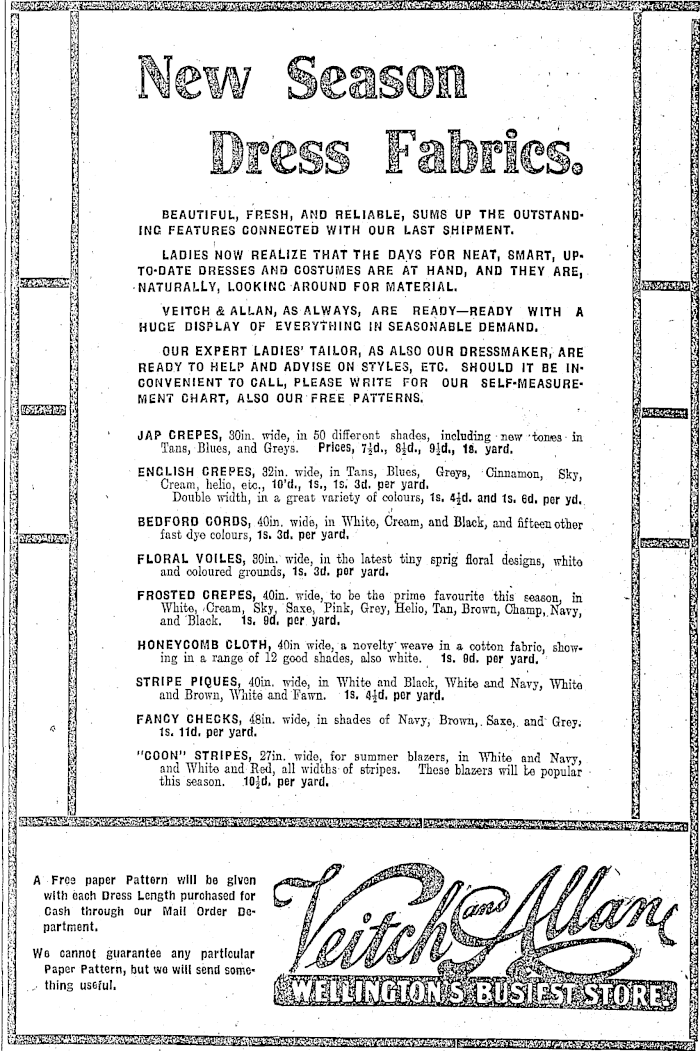 New Season
Dress Fabrics.
BEAUTIFUL, FRESH, AND RELIABLE, SUMS UP THE OUTSTAND-
ING FEATURES CONNECTED WITH OUR LAST SHIPMENT.
LADIES NOW REALIZE THAT THE DAYS FOR NEAT, SMART, UP-
TO-DATE DRESSES AND COSTUMES ARE AT HAND, AND THEY ARE,
NATURALLY, LOOKING AROUND FOR MATERIAL.
VEITCH & ALLAN, AS ALWAYS, ARE READY—READY WITH A
HUGE DISPLAY OF EVERYTHING IN SEASONABLE DEMAND.
OUR EXPERT LADIES' TAILOR, AS ALSO OUR DRESSMAKER, ARE
READY TO HELP AND ADVISE ON STYLES, ETC. SHOULD IT BE IN-
CONVENIENT TO CALL, PLEASE WRITE FOR OUR SELF-MEASURE-
MENT CHART, ALSO OUR FREE PATTERNS.
JAP CREPES, 30in. wide, in 50 different shades, including new tones in
Tans, Blues, and Greys. Prices, 7½d., 8½d., 9½d., 1s. yard.
ENGLISH CREPES, 32in. wide, in Tans, Blues, Greys, Cinnamon, Sky,
Cream, helio, etc., 10'd., 1s., 1s. 3d. per yard.
Double width, in a great variety of colours, 1s. 4½d. and 1s. 6d. per yd.
BEDFORD CORDS, 40in. wide, in White, Cream, and Black, and fifteen other
fast dye colours, 1s. 3d. per yard.
FLORAL VOILES, 30in. wide, in the latest tiny sprig floral designs, white
and coloured grounds, 1s. 3d. per yard.
FROSTED CREPES, 40in. wide, to be the prime favourite this season, in
White, Cream, Sky, Saxe, Pink, Grey, Helio, Tan, Brown, Champ, Navy,
and Black. 1s. 9d. per yard.
HONEYCOMB CLOTH, 40in wide, a novelty weave in a cotton fabric, show-
ing in a range of 12 good shades, also white. 1s. 9d. per yard.
STRIPE PIQUES, 40in. wide, in White and Black, White and Navy, White
and Brown, White and Fawn. 1s. 4½d. per yard.
FANCY CHECKS, 48in. wide, in shades of Navy, Brown, Saxe, and Grey.
1s. 11d. per yard.
"COON" STRIPES, 27in. wide, for summer blazers, in White and Navy,
and White and Red, all widths of stripes. These blazers will be popular
this season. 10½d. per yard.
A Free paper Pattern will be given
with each Dress Length purchased for
Cash through our Mail Order De-
partment.
We cannot guarantee any particular
Paper Pattern, but we will send some-
thing useful.
Veitch and Allan
WELLINGTON'S BUSIEST STORE.